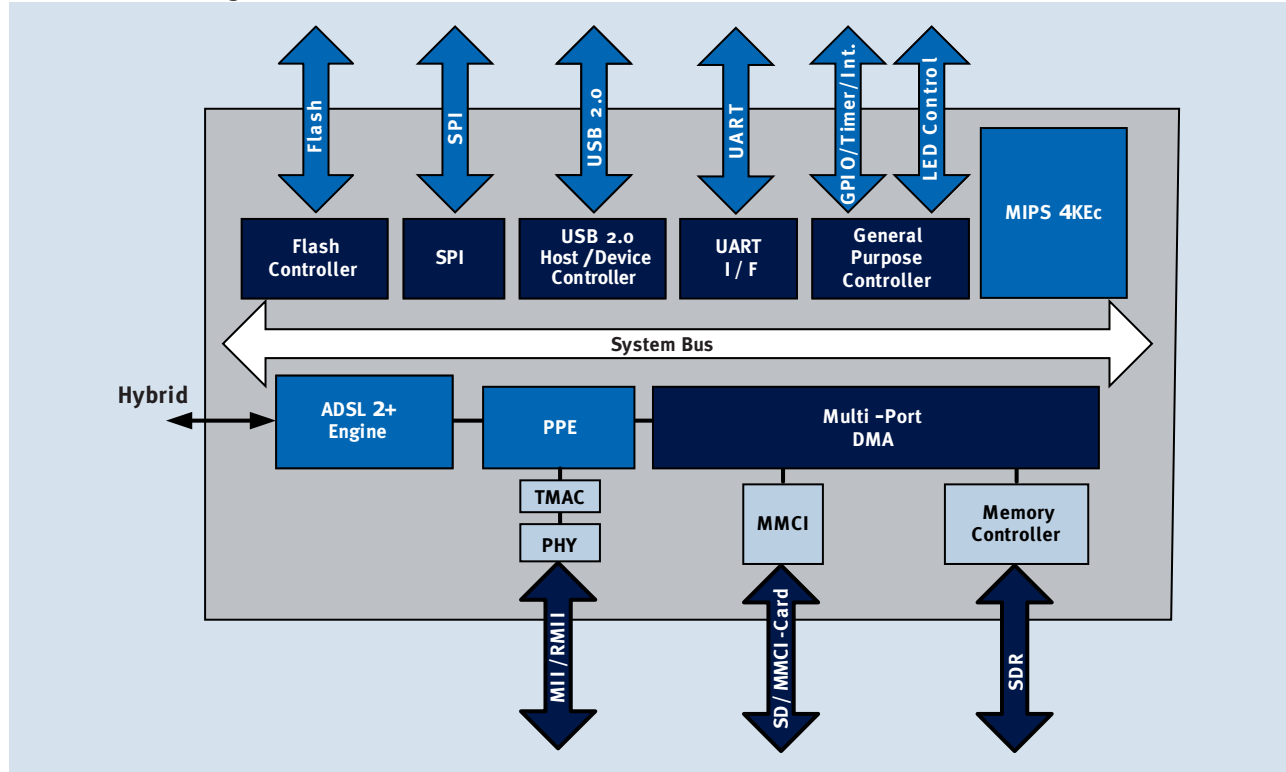 Flash
SPI
USB 2.0
UART
GPIO/Timer/Int.
LED Control
MIPS 4KEc
Flash
Controller
SPI
USB 2.0
Host /Device
Controller
UART
I / F
General
Purpose
Controller
System Bus
Hybrid
ADSL 2+
Engine
PPE
Multi -Port
DMA
TMAC
PHY
MMCI
Memory
Controller
MII/RMII
SD/ MMCI-Card
SDR